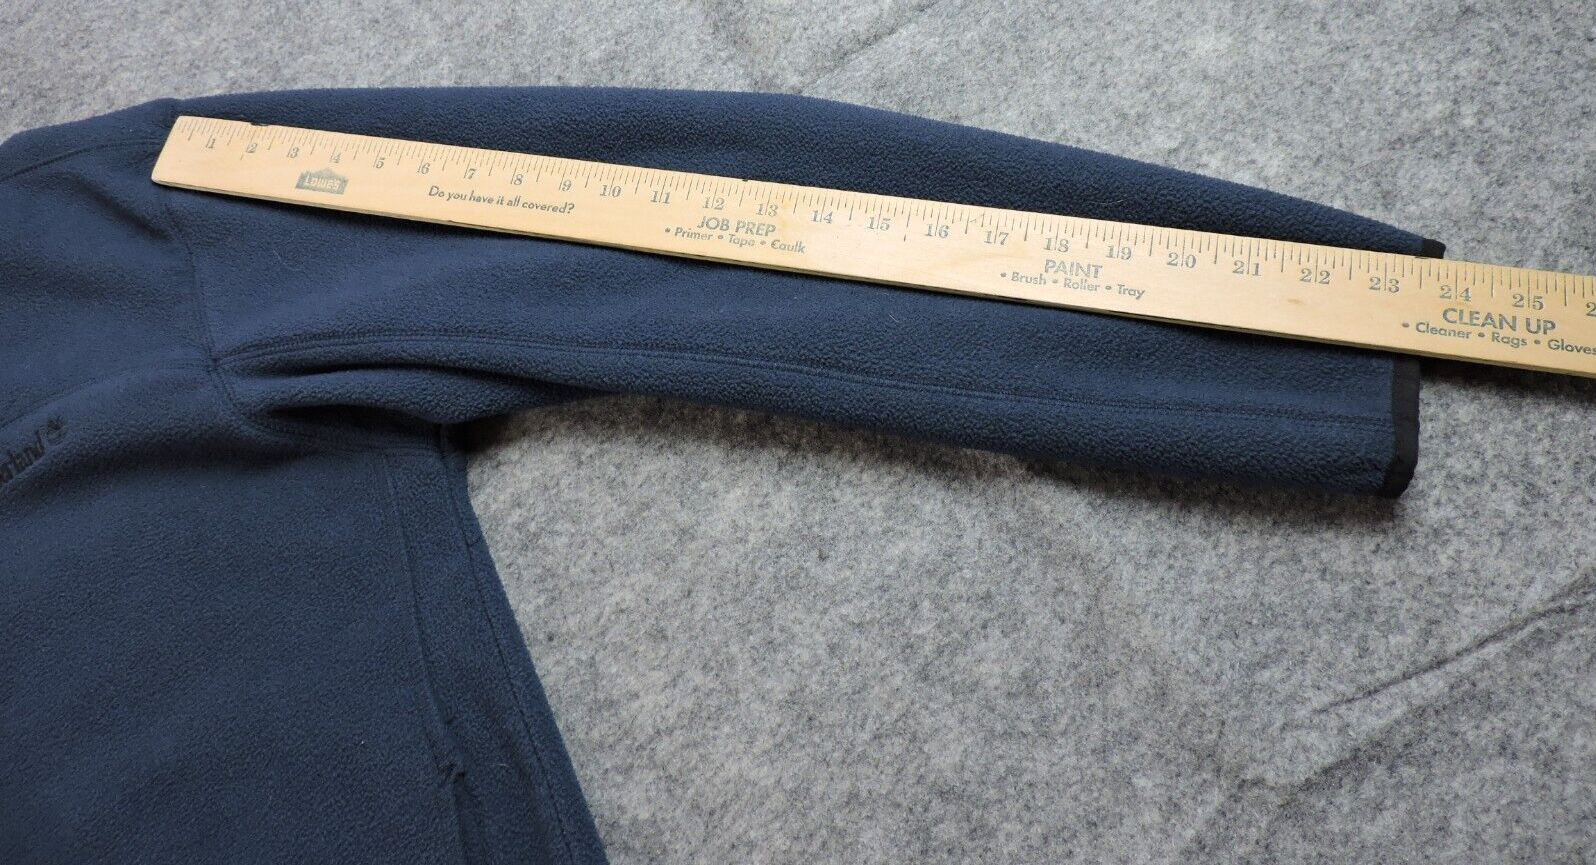 1 2 3 4 5 6 7 8 9 10 11 12 13 14 15 16 17 18 19 20 21 22 23 24 25
LOWE'S
Do you have it all covered?
JOB PREP
• Primer • Tape • Caulk
PAINT
• Brush • Roller • Tray
CLEAN UP
• Cleaner • Rags • Gloves